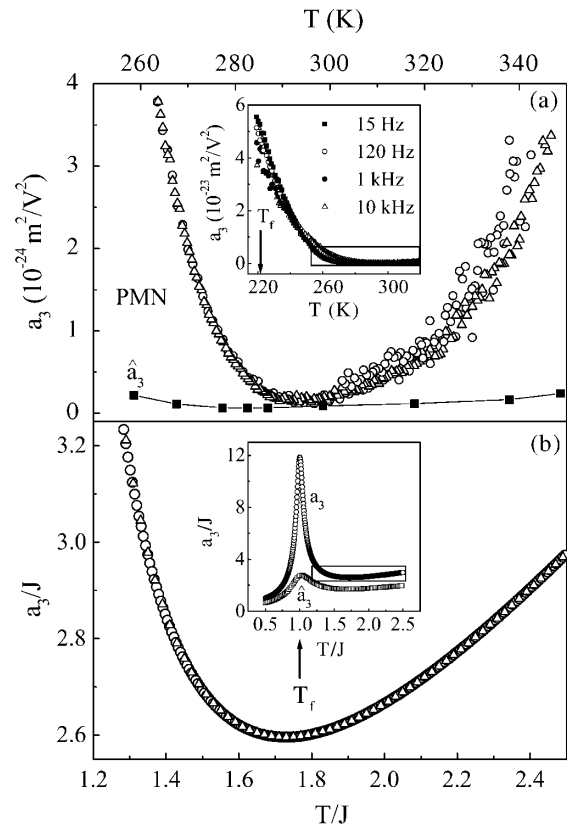 T (K)
260 280 300 320 340
4
3
2
1
0
a₃ (10⁻²⁴ m²/V²)
(a)
PMN
â₃
6
4
2
0
a₃ (10⁻²³ m²/V²)
15 Hz
120 Hz
1 kHz
10 kHz
T_f
220 240 260 280 300
T (K)
(b)
3.2
3.0
2.8
2.6
a₃/J
12
8
4
0
a₃/J
a₃
â₃
0.5 1.0 1.5 2.0 2.5
T/J
T_f
1.2 1.4 1.6 1.8 2.0 2.2 2.4
T/J